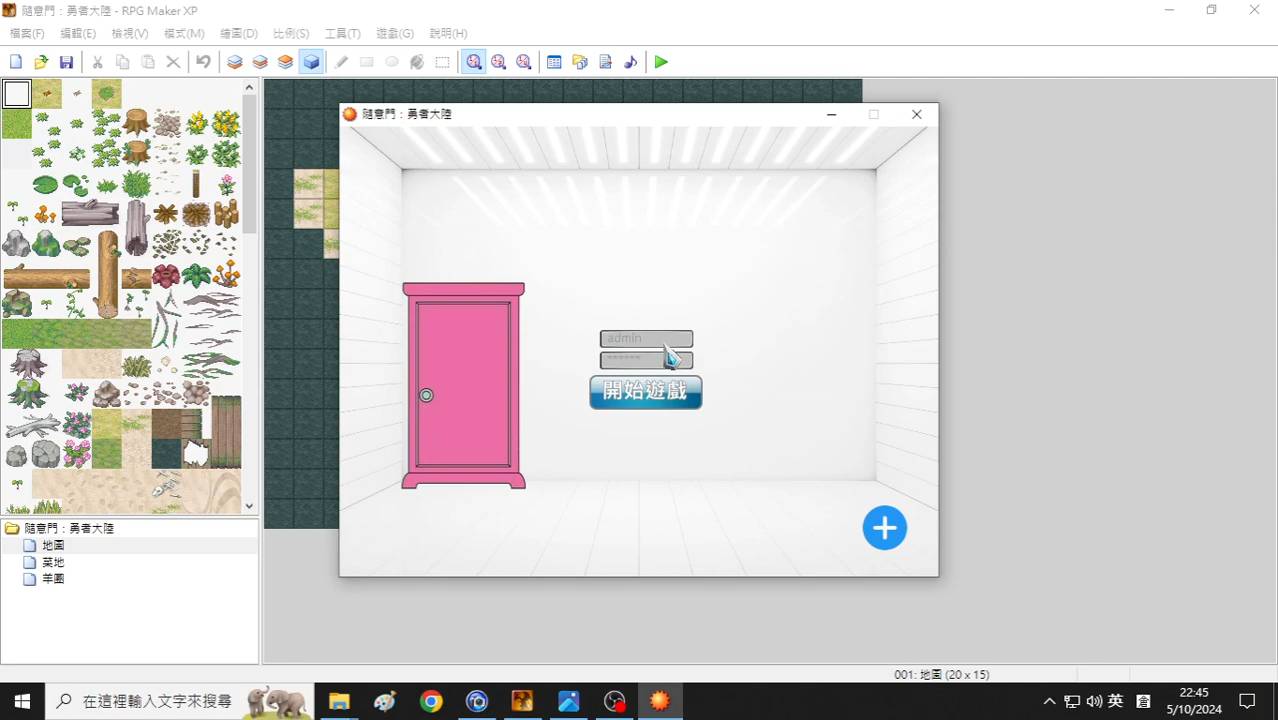 隨意門：勇者大陸 - RPG Maker XP
檔案(F) 編輯(E) 檢視(V) 模式(M) 繪圖(D) 比例(S) 工具(T) 遊戲(G) 說明(H)
隨意門：勇者大陸
admin
******
開始遊戲
隨意門：勇者大陸
地圖
菜地
羊圈
001: 地圖 (20 x 15)
在這裡輸入文字來搜尋
英
22:45
5/10/2024